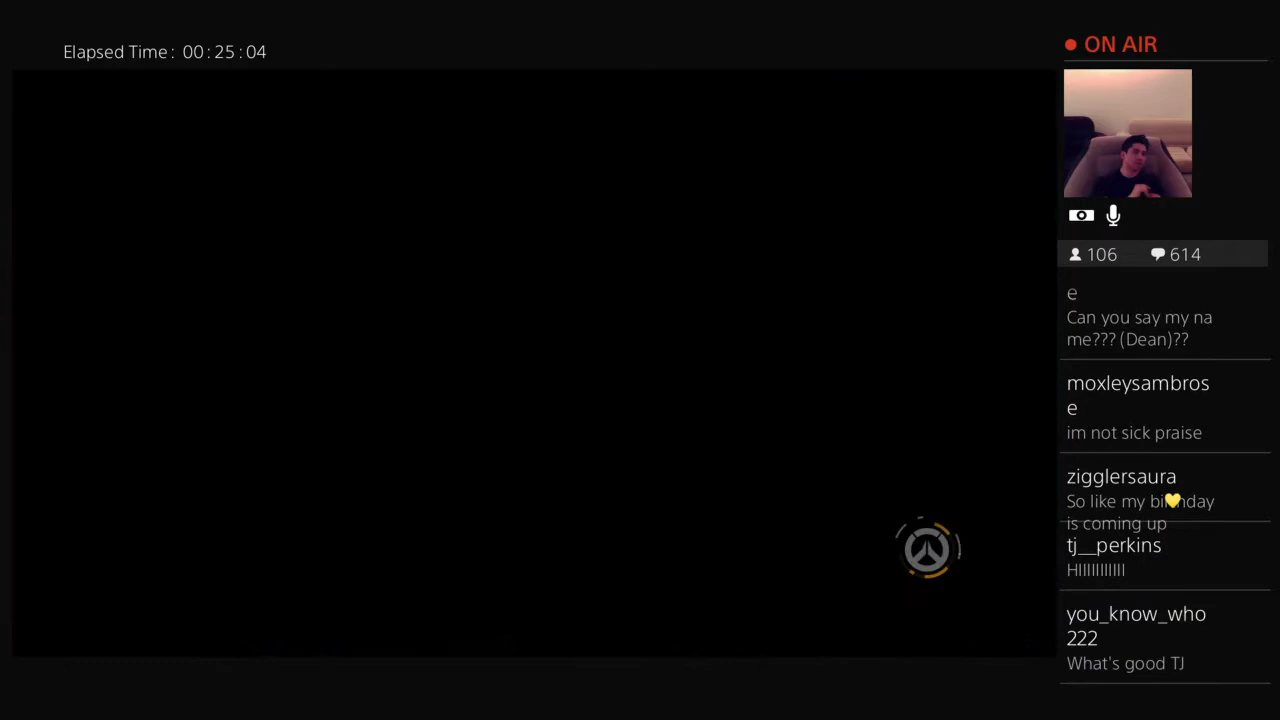 Elapsed Time: 00:25:04
ON AIR
106 614
e
Can you say my na
me??? (Dean)??
moxleysambros
e
im not sick praise
zigglersaura
So like my birthday
is coming up
tj__perkins
HIIIIIIIIIII
you_know_who
222
What's good TJ